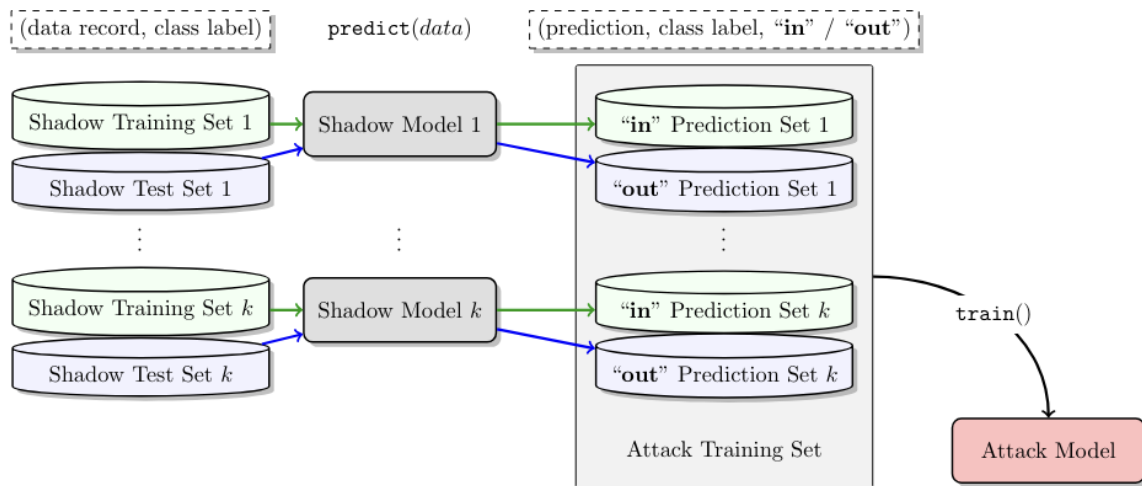 (data record, class label)
predict(data)
(prediction, class label, “in” / “out”)
Shadow Training Set 1
Shadow Model 1
“in” Prediction Set 1
Shadow Test Set 1
“out” Prediction Set 1
⋮
⋮
⋮
Shadow Training Set k
Shadow Model k
“in” Prediction Set k
Shadow Test Set k
“out” Prediction Set k
train()
Attack Training Set
Attack Model